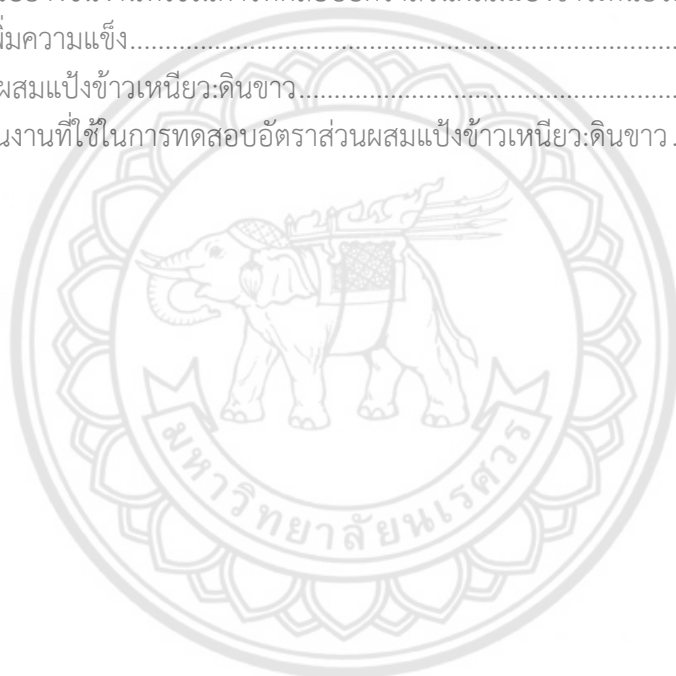 พิ่มความแข็ง
ผสมแป้งข้าวเหนียว:ดินขาว
นงานที่ใช้ในการทดสอบอัตราส่วนผสมแป้งข้าวเหนียว:ดินขาว
มหาวิทยาลัยนเรศวร